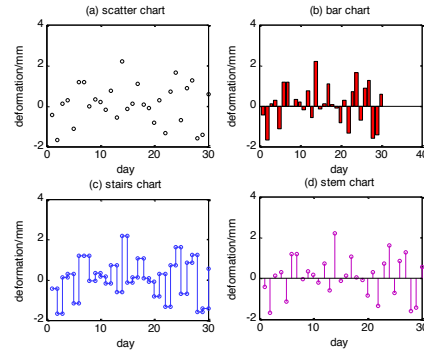 (a) scatter chart
deformation/mm
4
2
0
-2
0 10 20 30
day
(b) bar chart
deformation/mm
4
2
0
-2
0 10 20 30 40
day
(c) stairs chart
deformation/mm
4
2
0
-2
0 10 20 30
day
(d) stem chart
deformation/mm
4
2
0
-2
0 10 20 30
day